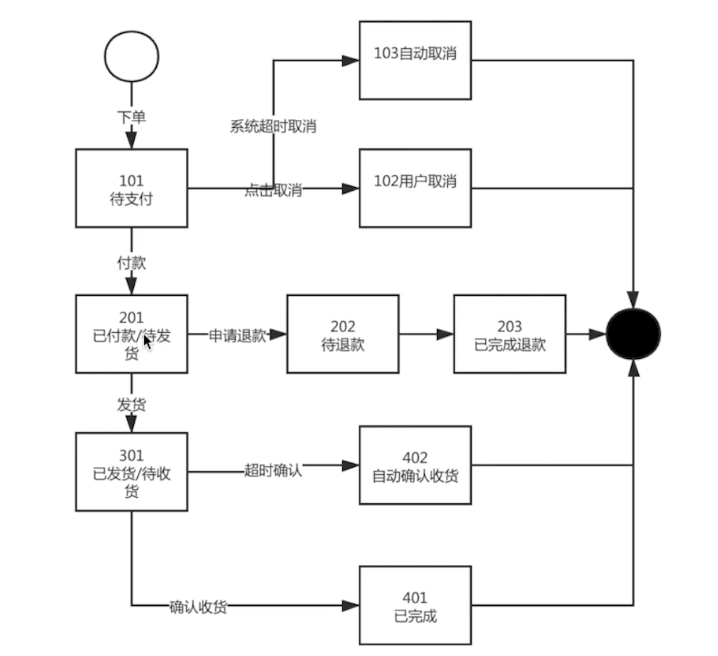 103自动取消
下单
系统超时取消
101
待支付
点击取消
102用户取消
付款
201
已付款/待发
货
申请退款
202
待退款
203
已完成退款
发货
301
已发货/待收
货
超时确认
402
自动确认收货
确认收货
401
已完成